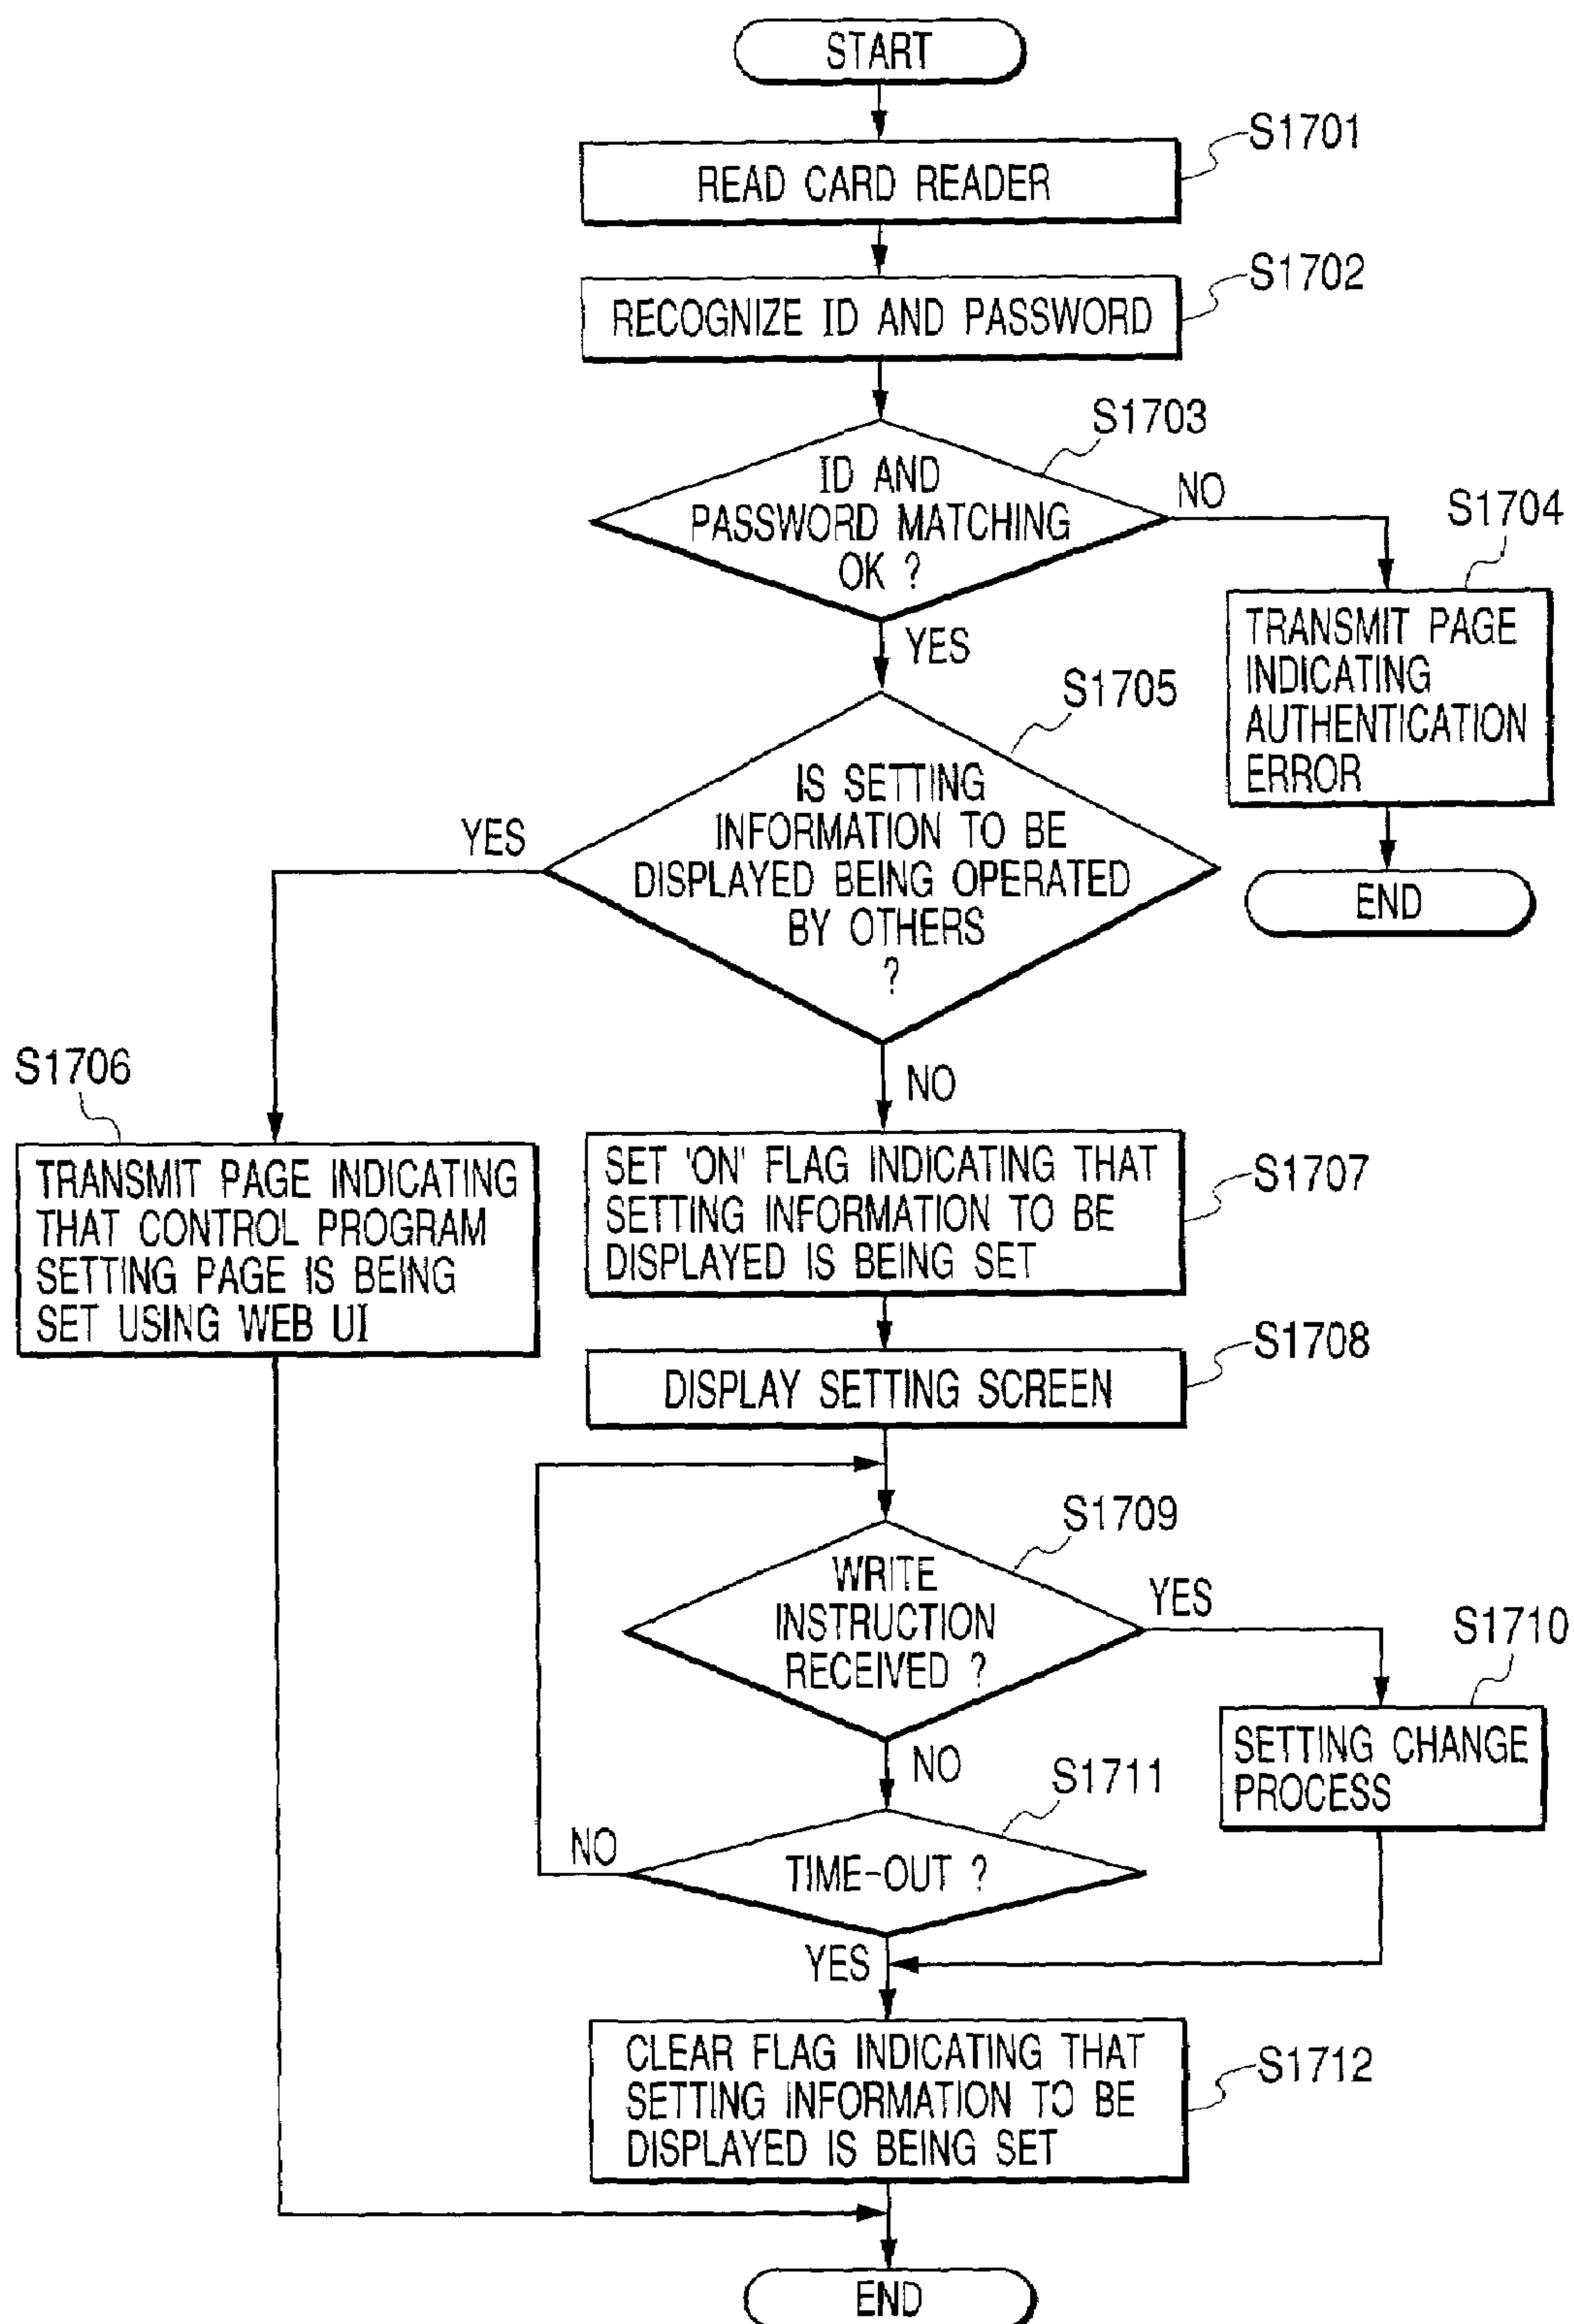 START
S1701
READ CARD READER
S1702
RECOGNIZE ID AND PASSWORD
S1703
ID AND
PASSWORD MATCHING
OK ?
NO
S1704
TRANSMIT PAGE
INDICATING
AUTHENTICATION
ERROR
END
YES
S1705
IS SETTING
INFORMATION TO BE
DISPLAYED BEING OPERATED
BY OTHERS
?
YES
S1706
TRANSMIT PAGE INDICATING
THAT CONTROL PROGRAM
SETTING PAGE IS BEING
SET USING WEB UI
NO
S1707
SET 'ON' FLAG INDICATING THAT
SETTING INFORMATION TO BE
DISPLAYED IS BEING SET
S1708
DISPLAY SETTING SCREEN
S1709
WRITE
INSTRUCTION
RECEIVED ?
YES
S1710
SETTING CHANGE
PROCESS
NO
S1711
TIME-OUT ?
NO
YES
S1712
CLEAR FLAG INDICATING THAT
SETTING INFORMATION TO BE
DISPLAYED IS BEING SET
END